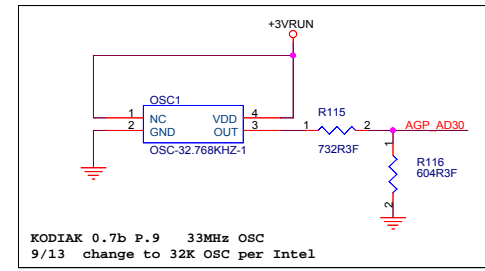 +3VRUN
OSC1
1 NC VDD 4
2 GND OUT 3
OSC-32.768KHZ-1
R115
1 2
732R3F
AGP_AD30
1
R116
604R3F
2
KODIAK 0.7b P.9 33MHz OSC
9/13 change to 32K OSC per Intel